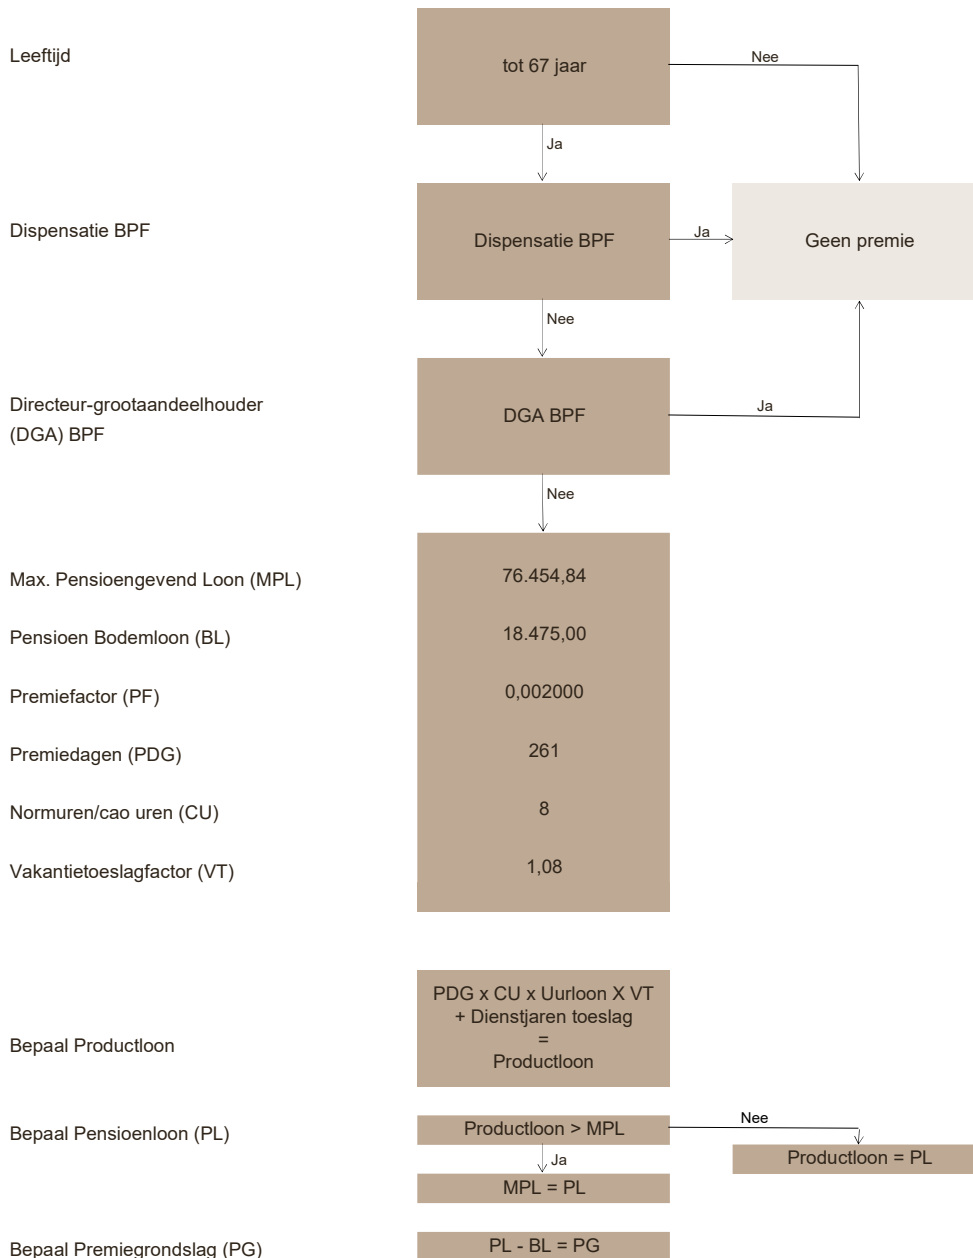 Leeftijd
tot 67 jaar
Nee
Ja
Dispensatie BPF
Dispensatie BPF
Ja
Geen premie
Nee
Directeur-grootaandeelhouder
(DGA) BPF
DGA BPF
Ja
Nee
Max. Pensioengevend Loon (MPL)
76.454,84
Pensioen Bodemloon (BL)
18.475,00
Premiefactor (PF)
0,002000
Premiedagen (PDG)
261
Normuren/cao uren (CU)
8
Vakantietoeslagfactor (VT)
1,08
Bepaal Productloon
PDG x CU x Uurloon X VT
+ Dienstjaren toeslag
=
Productloon
Bepaal Pensioenloon (PL)
Productloon > MPL
Nee
Productloon = PL
Ja
MPL = PL
Bepaal Premiegrondslag (PG)
PL - BL = PG